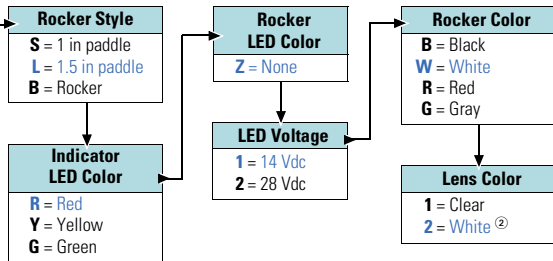 Rocker Style
S = 1 in paddle
L = 1.5 in paddle
B = Rocker
Indicator
LED Color
R = Red
Y = Yellow
G = Green
Rocker
LED Color
Z = None
LED Voltage
1 = 14 Vdc
2 = 28 Vdc
Rocker Color
B = Black
W = White
R = Red
G = Gray
Lens Color
1 = Clear
2 = White ②